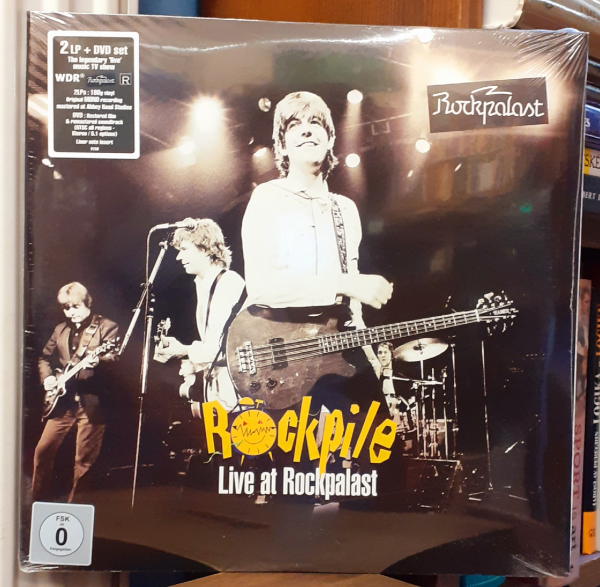 2 LP + DVD set
The legendary 'live'
music TV show
WDR®
Rockpalast
R
2LPs : 180g vinyl
Original MONO recording
mastered at Abbey Road Studios
DVD : Restored film
& remastered soundtrack
(NTSC all regions -
Stereo / 5.1 options)
Liner note insert
Rockpalast
Rockpile
Live at Rockpalast
FSK
0
SPORT